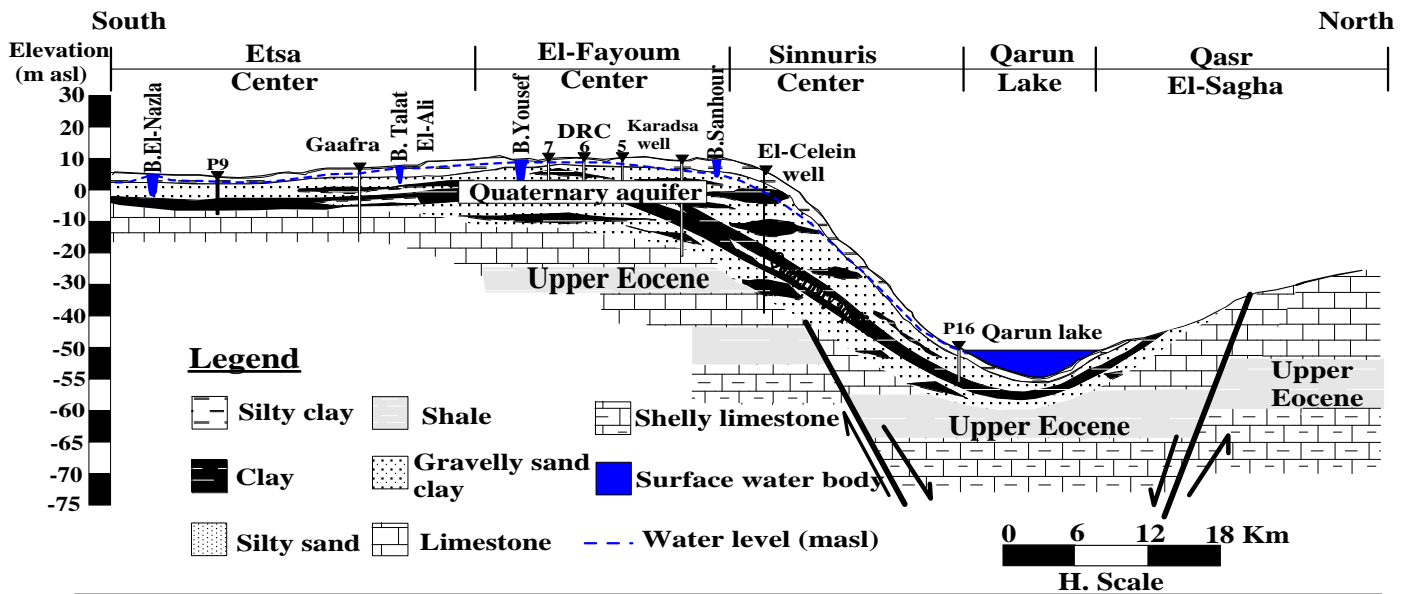 South
North
Elevation
(m asl)
Etsa
Center
El-Fayoum
Center
Sinnuris
Center
Qarun
Lake
Qasr
El-Sagha
30
20
10
0
-10
-20
-30
-40
-50
-55
-60
-65
-70
-75
B.El-Nazla
P9
Gaafra
B. Talat
El-Ali
B.Yousef
DRC
7
6
5
Karadsa
well
B.Sanhour
El-Celein
well
Quaternary aquifer
Upper Eocene
P16
Qarun lake
Upper Eocene
Upper
Eocene
Legend
Silty clay
Shale
Shelly limestone
Clay
Gravelly sand
clay
Surface water body
Silty sand
Limestone
Water level (masl)
0 6 12 18 Km
H. Scale